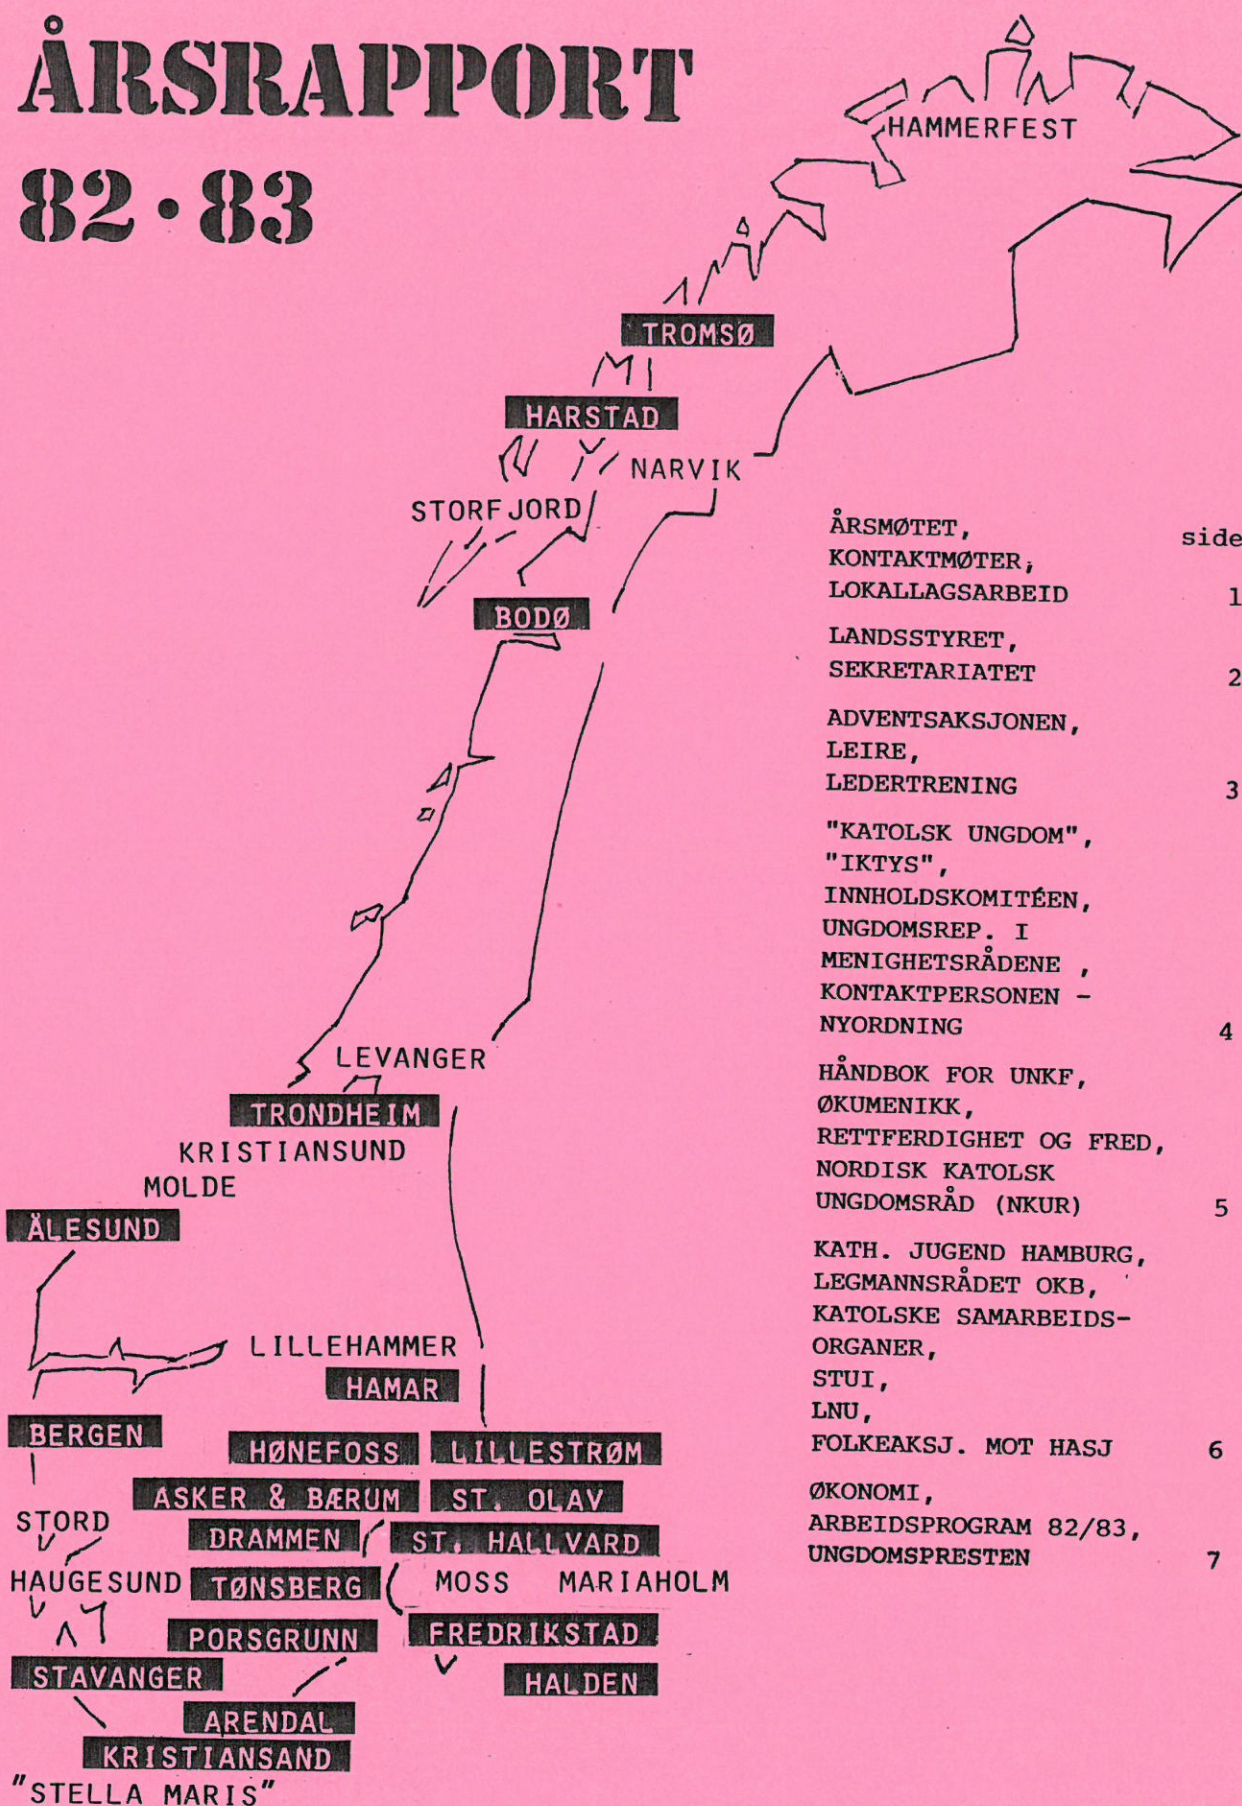 ÅRSRAPPORT
82•83
HAMMERFEST
TROMSØ
HARSTAD
NARVIK
STORFJORD
BODØ
LEVANGER
TRONDHEIM
KRISTIANSUND
MOLDE
ÅLESUND
LILLEHAMMER
HAMAR
BERGEN
HØNEFOSS LILLESTRØM
ASKER & BÆRUM ST. OLAV
STORD
DRAMMEN ST. HALLVARD
HAUGESUND TØNSBERG MOSS MARIAHOLM
PORSGRUNN FREDRIKSTAD
STAVANGER HALDEN
ARENDAL
KRISTIANSAND
"STELLA MARIS"
ÅRSMØTET, side
KONTAKTMØTER,
LOKALLAGSARBEID 1
LANDSSTYRET,
SEKRETARIATET 2
ADVENTSAKSJONEN,
LEIRE,
LEDERTRENING 3
"KATOLSK UNGDOM",
"IKTYS",
INNHOLDSKOMITÉEN,
UNGDOMSREP. I
MENIGHETSRÅDENE ,
KONTAKTPERSONEN -
NYORDNING 4
HÅNDBOK FOR UNKF,
ØKUMENIKK,
RETTFERDIGHET OG FRED,
NORDISK KATOLSK
UNGDOMSRÅD (NKUR) 5
KATH. JUGEND HAMBURG,
LEGMANNSRÅDET OKB,
KATOLSKE SAMARBEIDS-
ORGANER,
STUI,
LNU,
FOLKEAKSJ. MOT HASJ 6
ØKONOMI,
ARBEIDSPROGRAM 82/83,
UNGDOMSPRESTEN 7